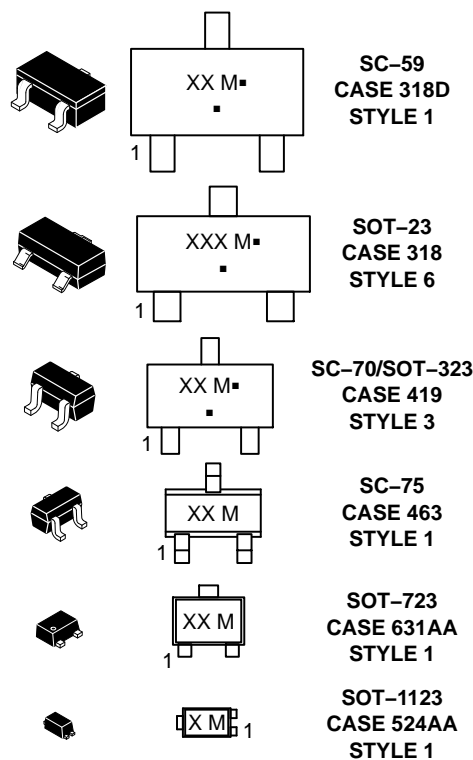 XX M▪
▪
1
SC–59
CASE 318D
STYLE 1
XXX M▪
▪
1
SOT–23
CASE 318
STYLE 6
XX M▪
▪
1
SC–70/SOT–323
CASE 419
STYLE 3
XX M
1
SC–75
CASE 463
STYLE 1
XX M
1
SOT–723
CASE 631AA
STYLE 1
X M
1
SOT–1123
CASE 524AA
STYLE 1